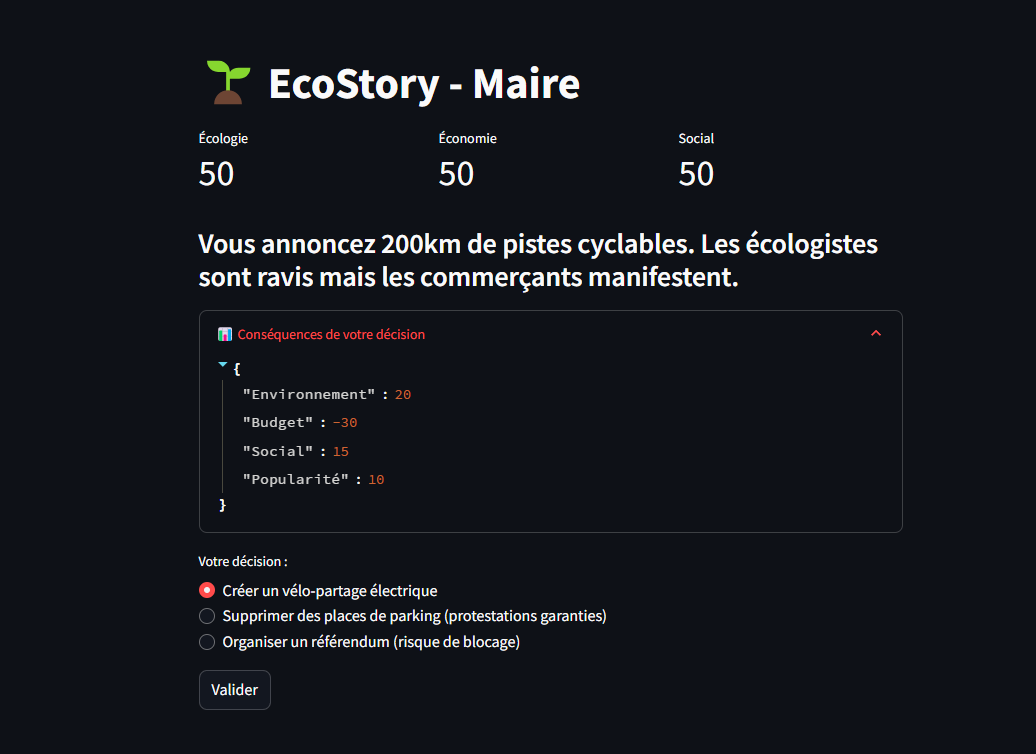 EcoStory - Maire
Écologie
Économie
Social
50
50
50
Vous annoncez 200km de pistes cyclables. Les écologistes
sont ravis mais les commerçants manifestent.
Conséquences de votre décision
{
"Environnement" : 20
"Budget" : -30
"Social" : 15
"Popularité" : 10
}
Votre décision :
Créer un vélo-partage électrique
Supprimer des places de parking (protestations garanties)
Organiser un référendum (risque de blocage)
Valider